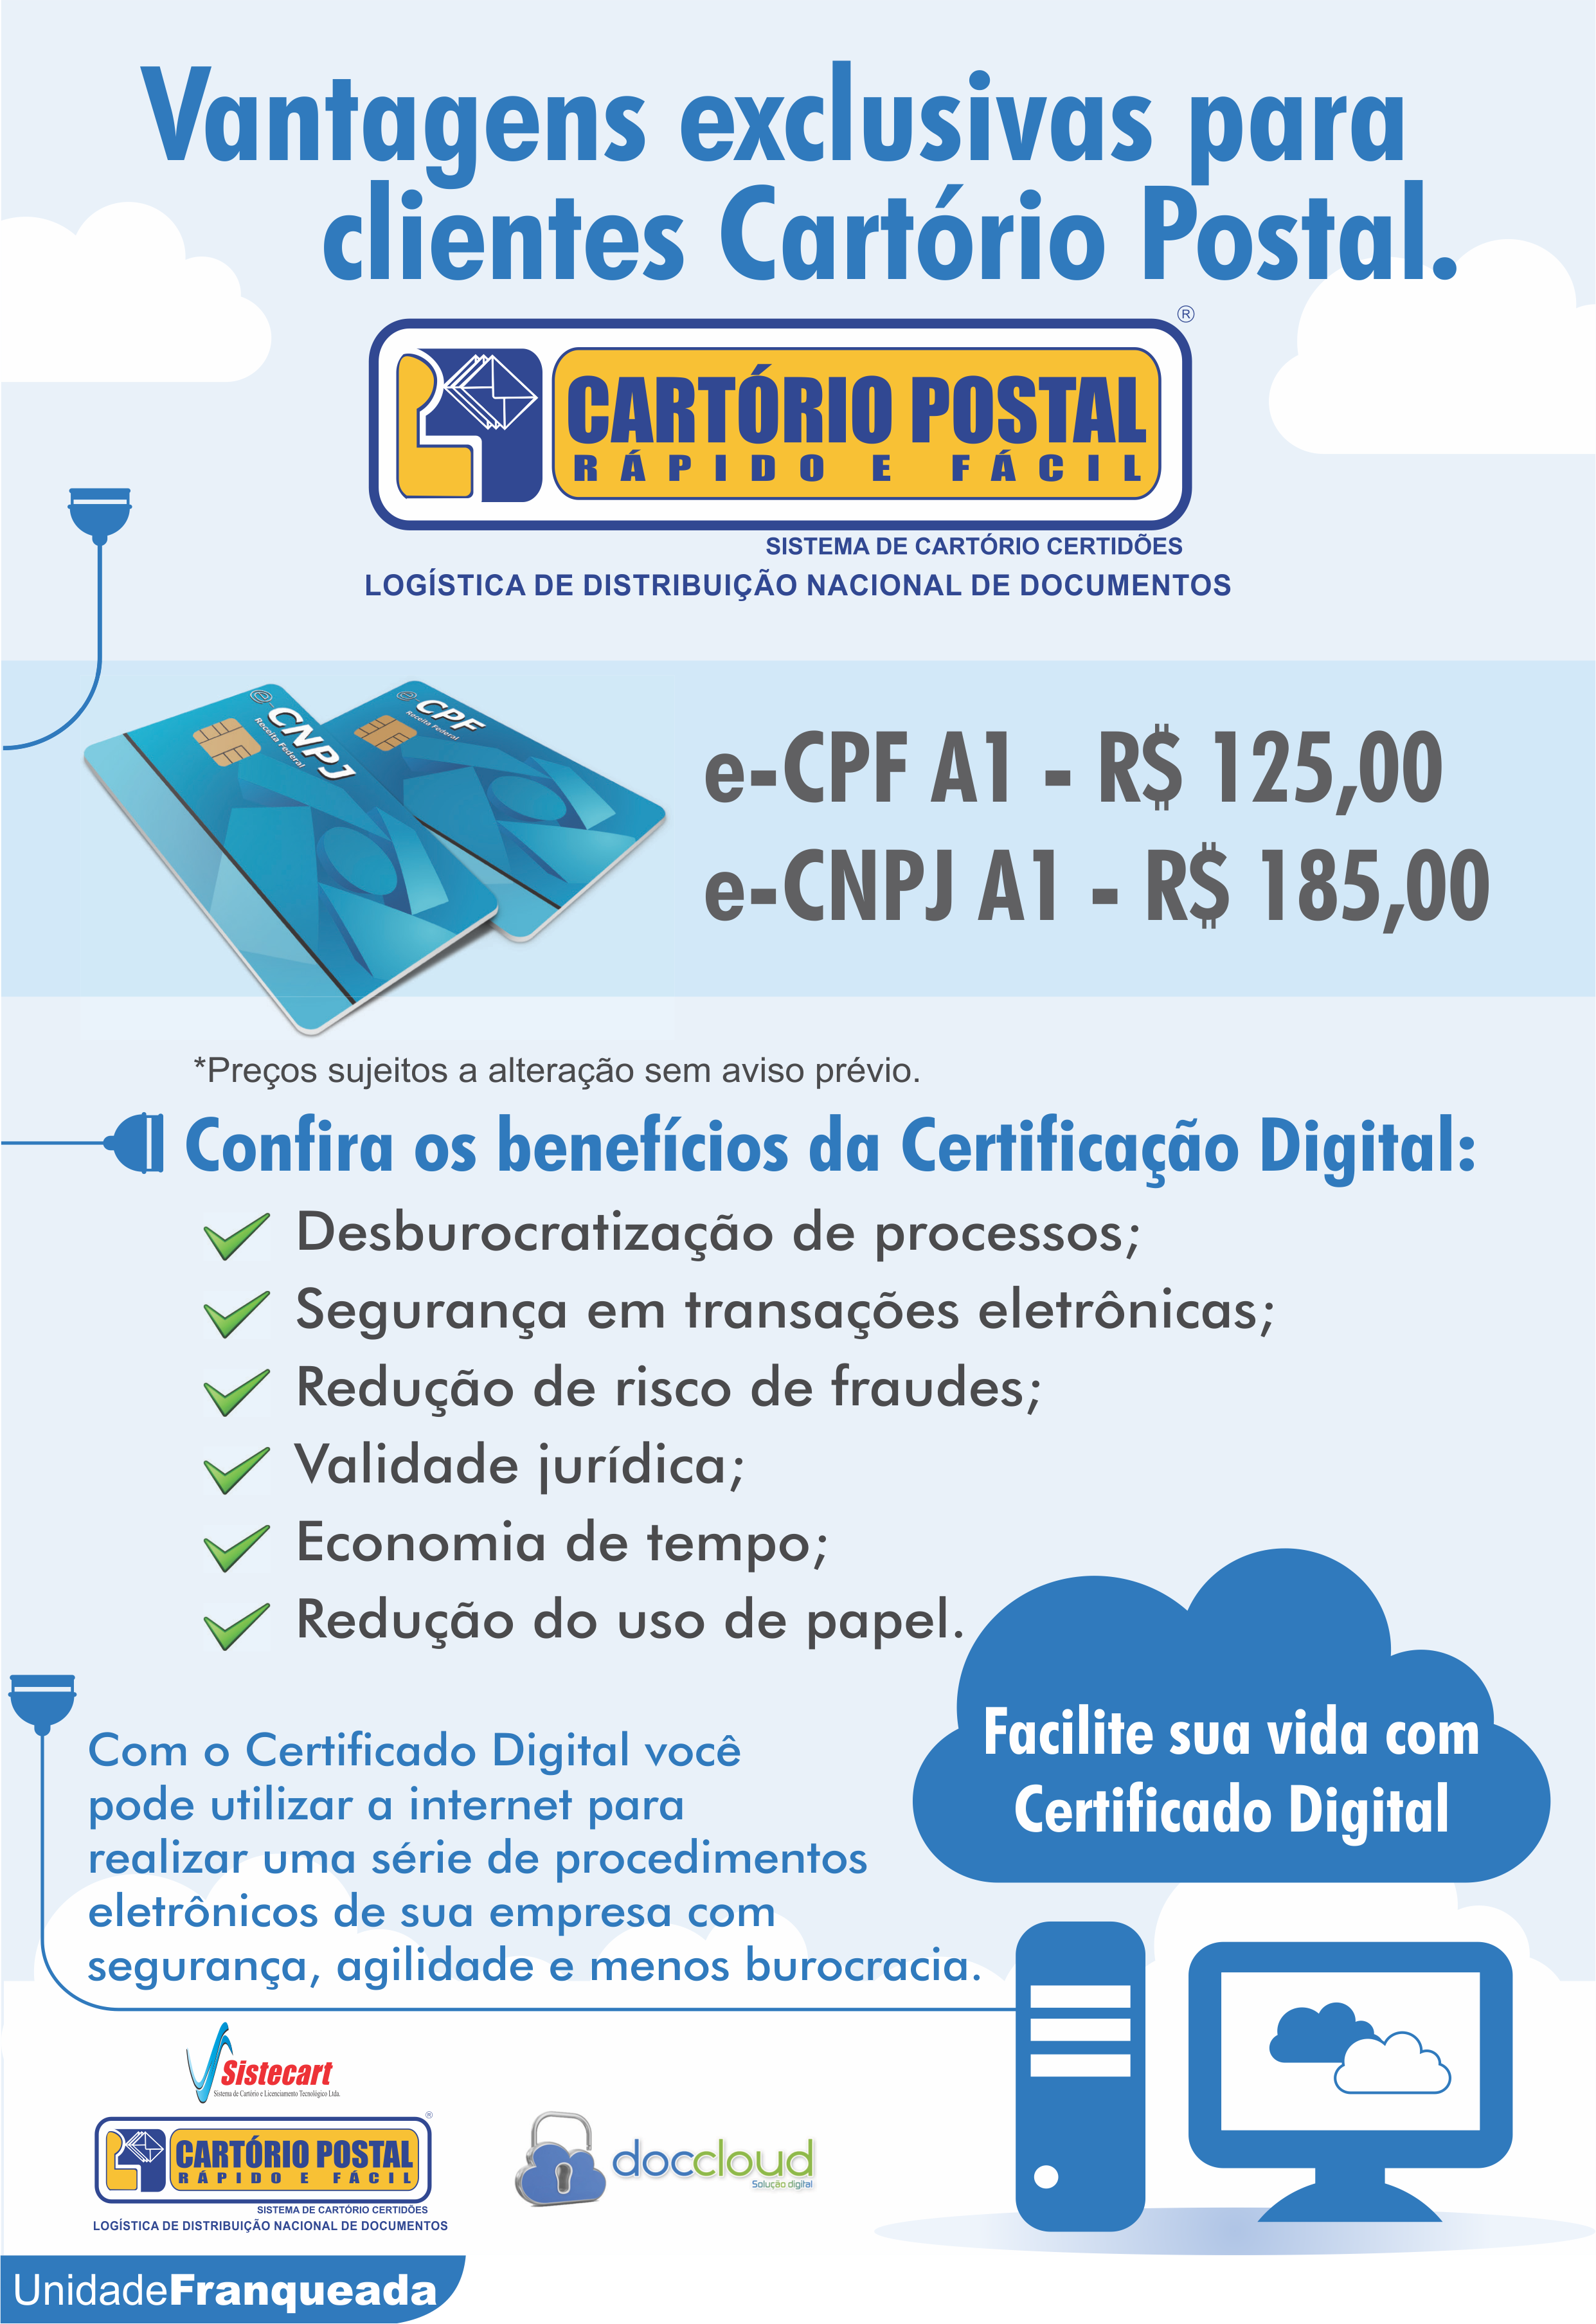 Vantagens exclusivas para
clientes Cartório Postal.
®
CARTÓRIO POSTAL
RÁPIDO E FÁCIL
SISTEMA DE CARTÓRIO CERTIDÕES
LOGÍSTICA DE DISTRIBUIÇÃO NACIONAL DE DOCUMENTOS
e-CNPJ
Receita Federal
e-CPF
Receita Federal
e-CPF A1 - R$ 125,00
e-CNPJ A1 - R$ 185,00
*Preços sujeitos a alteração sem aviso prévio.
Confira os benefícios da Certificação Digital:
Desburocratização de processos;
Segurança em transações eletrônicas;
Redução de risco de fraudes;
Validade jurídica;
Economia de tempo;
Redução do uso de papel.
Facilite sua vida com
Certificado Digital
Com o Certificado Digital você
pode utilizar a internet para
realizar uma série de procedimentos
eletrônicos de sua empresa com
segurança, agilidade e menos burocracia.
Sistecart
Sistema de Cartório e Licenciamento Tecnológico Ltda.
®
CARTÓRIO POSTAL
RÁPIDO E FÁCIL
SISTEMA DE CARTÓRIO CERTIDÕES
LOGÍSTICA DE DISTRIBUIÇÃO NACIONAL DE DOCUMENTOS
doccloud
Solução digital
UnidadeFranqueada